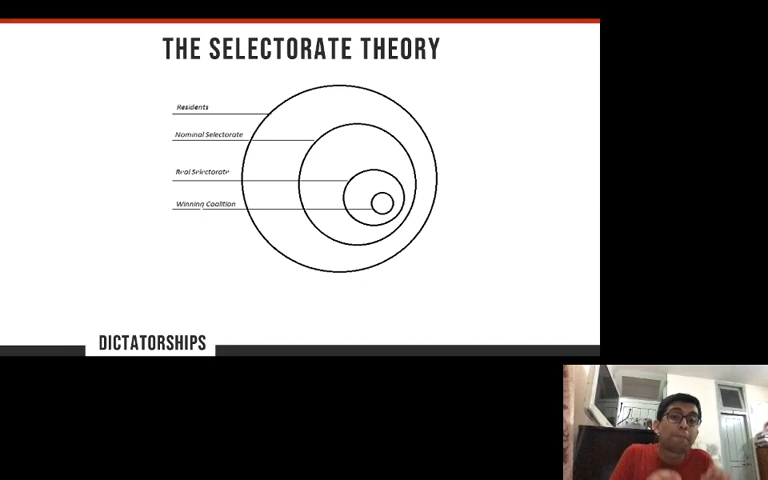 THE SELECTORATE THEORY
Residents
Nominal Selectorate
Real Selectorate
Winning Coalition
DICTATORSHIPS